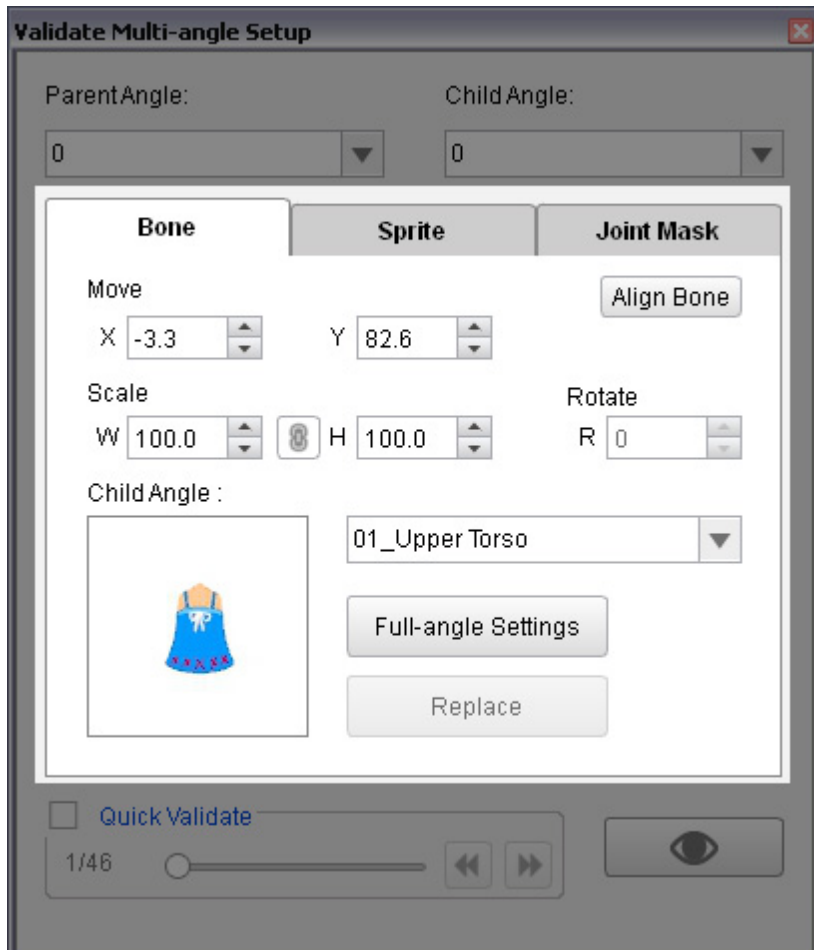 Validate Multi-angle Setup
Parent Angle: Child Angle:
0 0
Bone Sprite Joint Mask
Move Align Bone
X -3.3 Y 82.6
Scale Rotate
W 100.0 H 100.0 R 0
Child Angle :
01_Upper Torso
Full-angle Settings
Replace
Quick Validate
1/46